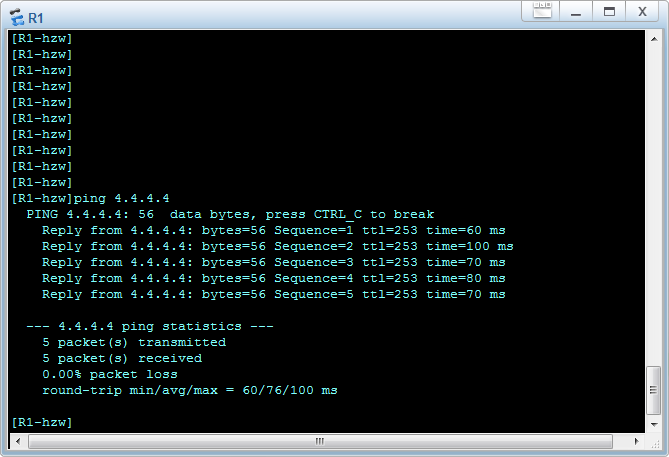 R1
[R1-hzw]
[R1-hzw]
[R1-hzw]
[R1-hzw]
[R1-hzw]
[R1-hzw]
[R1-hzw]
[R1-hzw]
[R1-hzw]
[R1-hzw]
[R1-hzw]ping 4.4.4.4
  PING 4.4.4.4: 56  data bytes, press CTRL_C to break
    Reply from 4.4.4.4: bytes=56 Sequence=1 ttl=253 time=60 ms
    Reply from 4.4.4.4: bytes=56 Sequence=2 ttl=253 time=100 ms
    Reply from 4.4.4.4: bytes=56 Sequence=3 ttl=253 time=70 ms
    Reply from 4.4.4.4: bytes=56 Sequence=4 ttl=253 time=80 ms
    Reply from 4.4.4.4: bytes=56 Sequence=5 ttl=253 time=70 ms
  --- 4.4.4.4 ping statistics ---
    5 packet(s) transmitted
    5 packet(s) received
    0.00% packet loss
    round-trip min/avg/max = 60/76/100 ms
[R1-hzw]